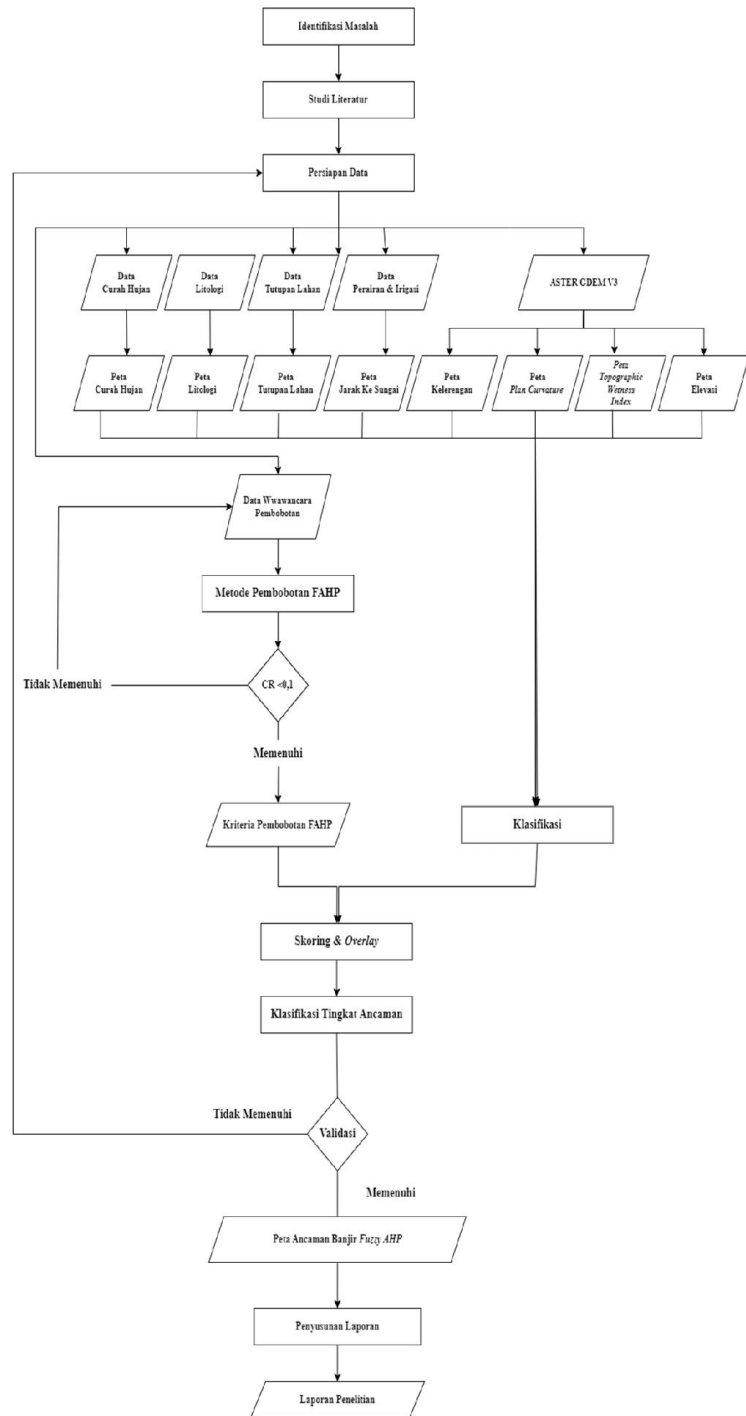 Identifikasi Masalah
Studi Literatur
Persiapan Data
Data
Curah Hujan
Data
Litologi
Data
Tutupan Lahan
Data
Perairan & Irigasi
ASTER GDEM V3
Peta
Curah Hujan
Peta
Litologi
Peta
Tutupan Lahan
Peta
Jarak Ke Sungai
Peta
Kelerengan
Peta
Plan Curvature
Peta
Topographic
Wetness
Index
Peta
Elevasi
Data Wwawancara
Pembobotan
Metode Pembobotan FAHP
Tidak Memenuhi
CR <0,1
Memenuhi
Kriteria Pembobotan FAHP
Klasifikasi
Skoring & Overlay
Klasifikasi Tingkat Ancaman
Tidak Memenuhi
Validasi
Memenuhi
Peta Ancaman Banjir Fuzzy AHP
Penyusunan Laporan
Laporan Penelitian